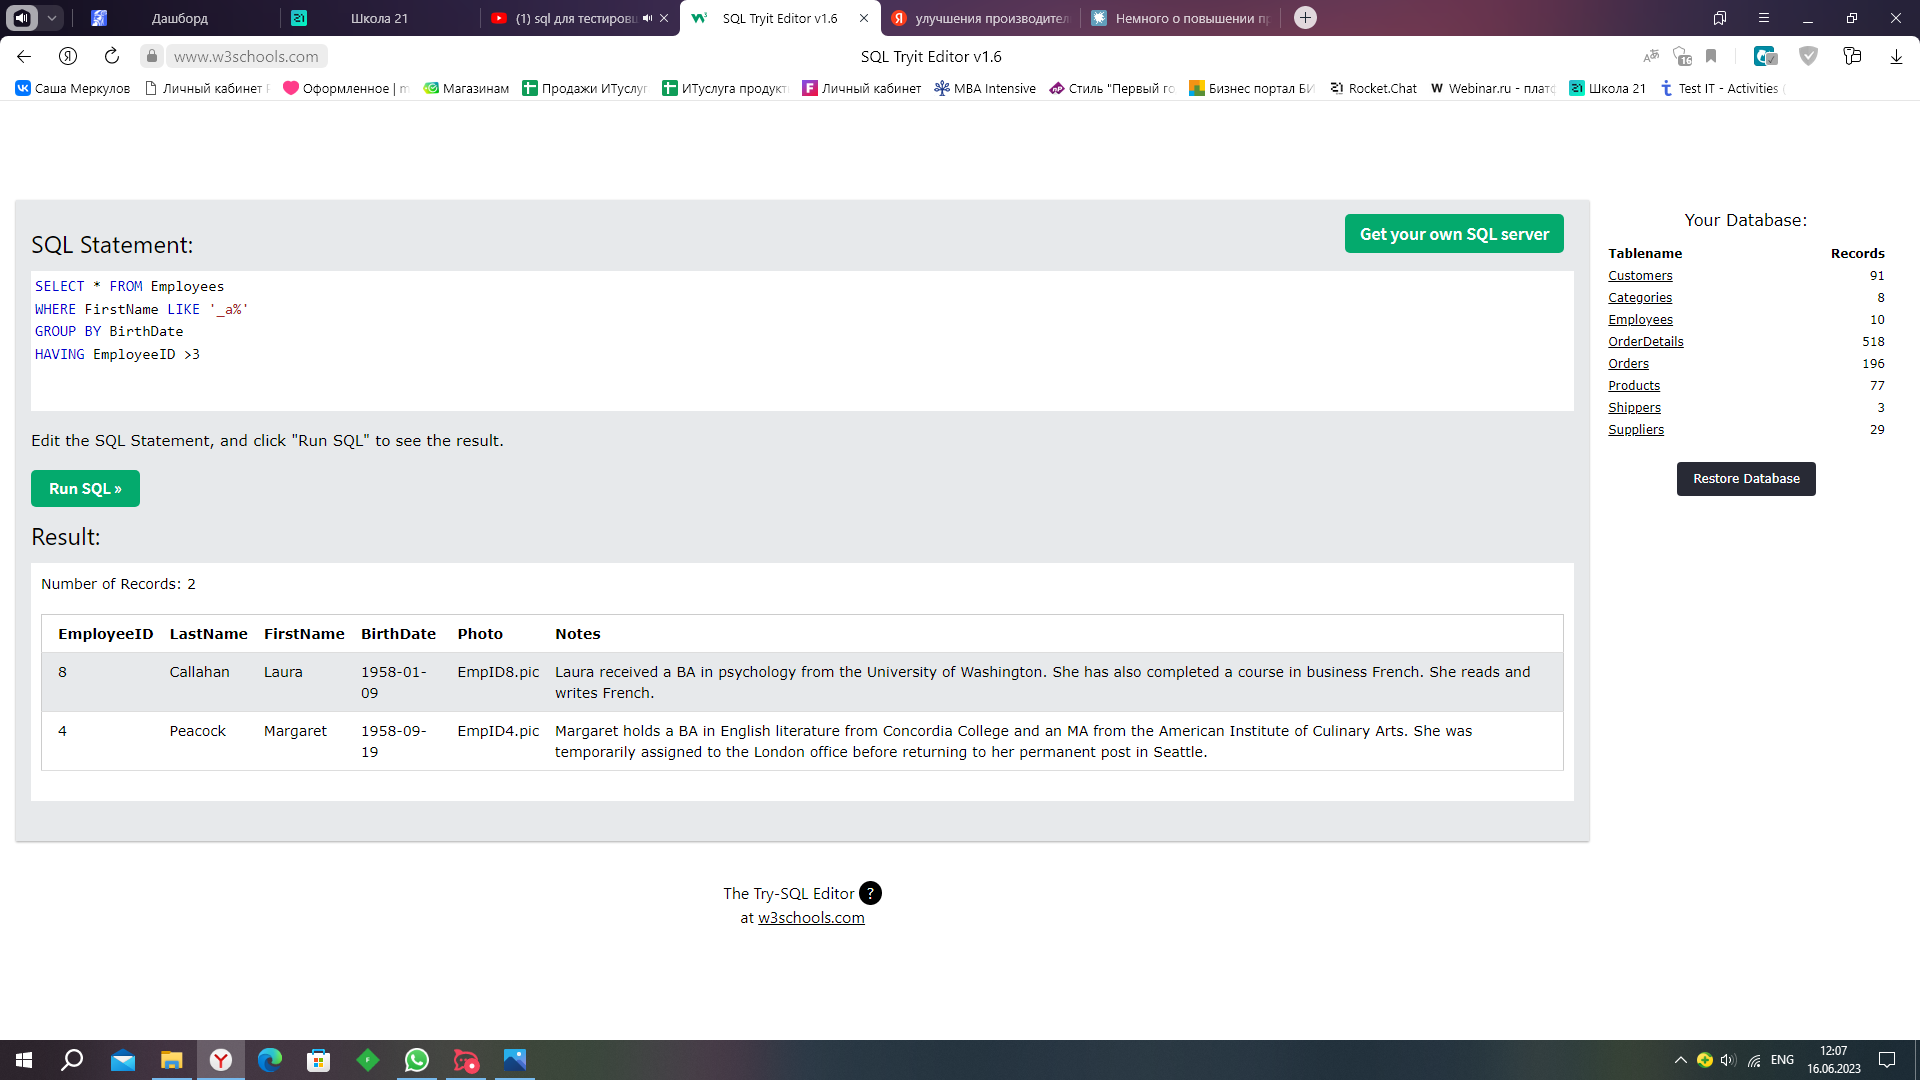 Дашборд
Школа 21
(1) sql для тестировщ
SQL Tryit Editor v1.6
улучшения производител
Немного о повышении пр
www.w3schools.com
SQL Tryit Editor v1.6
16
Саша Меркулов
Личный кабинет
Оформленное | m
Магазинам
Продажи ИТуслуг
ИТуслуга продукт
Личный кабинет
MBA Intensive
Стиль "Первый го
Бизнес портал БИ
Rocket.Chat
Webinar.ru - плат
Школа 21
Test IT - Activities
SQL Statement:
Get your own SQL server
SELECT * FROM Employees
WHERE FirstName LIKE '_a%'
GROUP BY BirthDate
HAVING EmployeeID >3
Edit the SQL Statement, and click "Run SQL" to see the result.
Run SQL »
Result:
Number of Records: 2
EmployeeID LastName FirstName BirthDate Photo Notes
8 Callahan Laura 1958-01- EmpID8.pic Laura received a BA in psychology from the University of Washington. She has also completed a course in business French. She reads and
09 writes French.
4 Peacock Margaret 1958-09- EmpID4.pic Margaret holds a BA in English literature from Concordia College and an MA from the American Institute of Culinary Arts. She was
19 temporarily assigned to the London office before returning to her permanent post in Seattle.
The Try-SQL Editor ?
at w3schools.com
Your Database:
Tablename Records
Customers 91
Categories 8
Employees 10
OrderDetails 518
Orders 196
Products 77
Shippers 3
Suppliers 29
Restore Database
ENG
12:07
16.06.2023